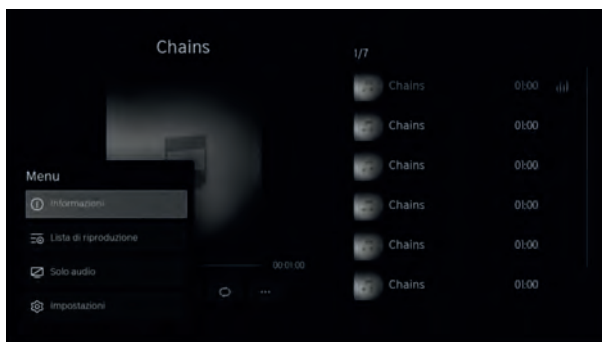 Chains
00:01:00
Menu
Informazioni
Lista di riproduzione
Solo audio
Impostazioni
1/7
Chains 01:00
Chains 01:00
Chains 01:00
Chains 01:00
Chains 01:00
Chains 01:00